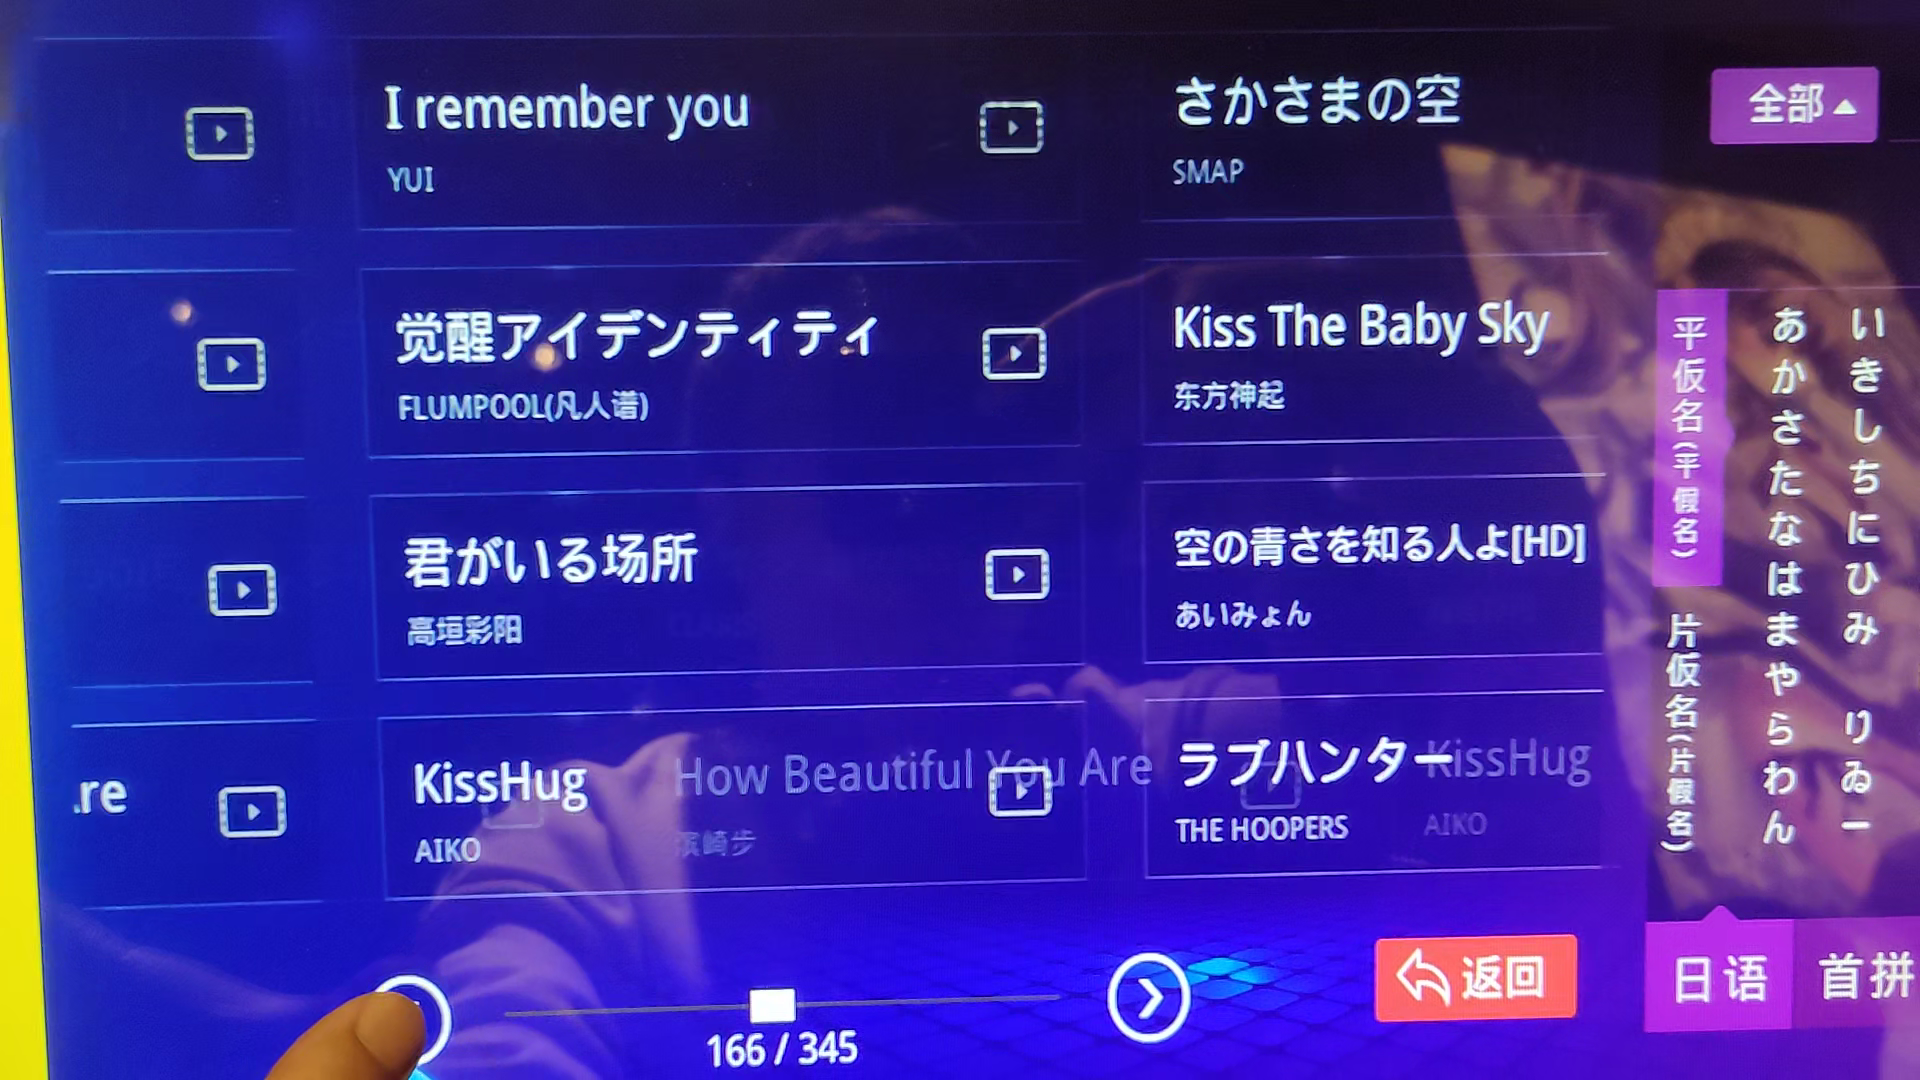 I remember you
YUI
さかさまの空
SMAP
全部
觉醒アイデンティティ
FLUMPOOL(凡人谱)
Kiss The Baby Sky
东方神起
君がいる场所
高垣彩阳
空の青さを知る人よ[HD]
あいみょん
.re
KissHug
AIKO
How Beautiful You Are
滨崎步
ラブハンター
THE HOOPERS
KissHug
AIKO
平仮名(平假名)
片仮名(片假名)
あかさたなはまやらわん
いきしちにひみ りゐー
166 / 345
返回
日语
首拼